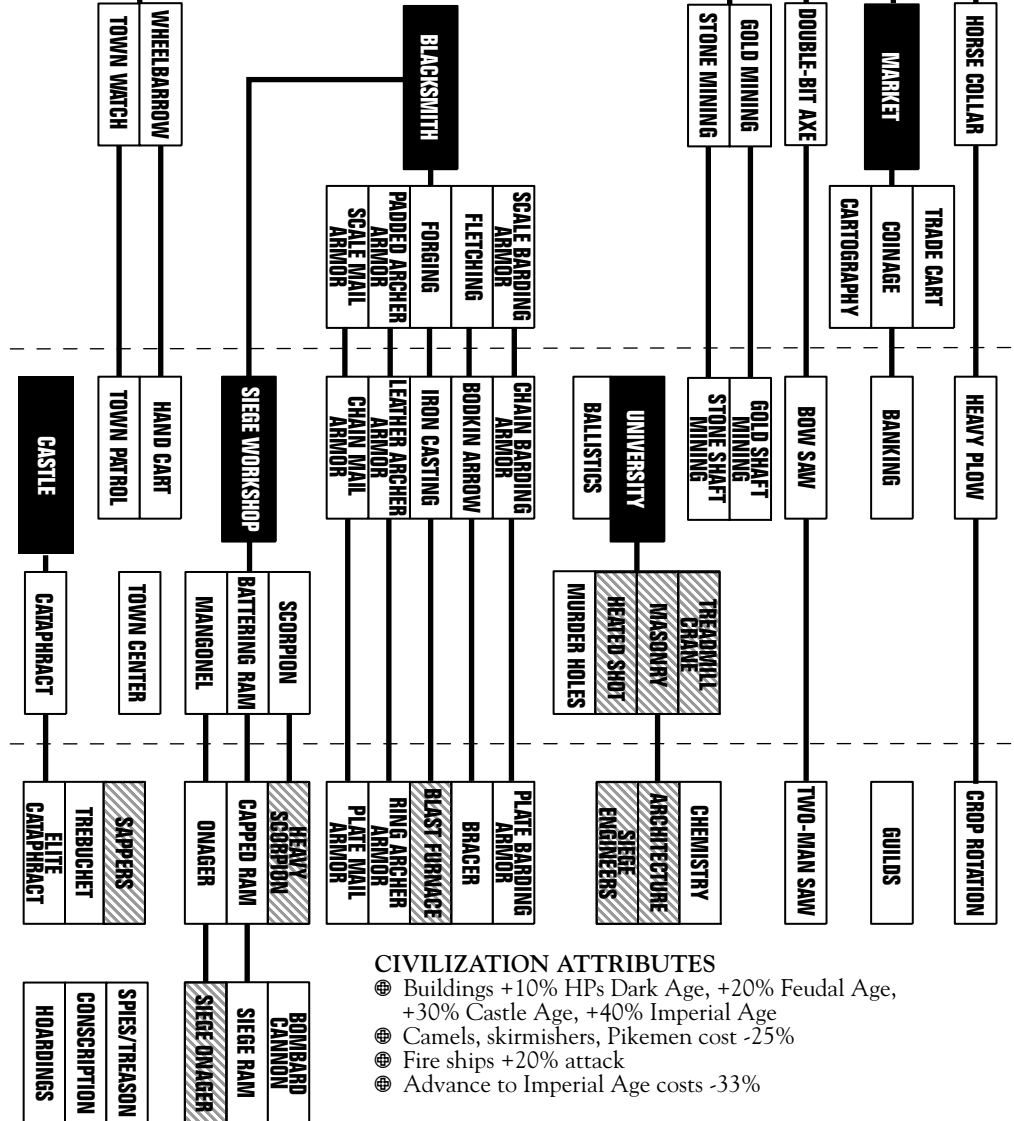 WHEELBARROW
TOWN WATCH
BLACKSMITH
GOLD MINING
STONE MINING
DOUBLE-BIT AXE
MARKET
HORSE COLLAR
SCALE BARDING
ARMOR
FLETCHING
FORGING
PADDED ARCHER
ARMOR
SCALE MAIL
ARMOR
TRADE CART
COINAGE
CARTOGRAPHY
CASTLE
HAND CART
TOWN PATROL
SIEGE WORKSHOP
CHAIN BARDING
ARMOR
BODKIN ARROW
IRON CASTING
LEATHER ARCHER
ARMOR
CHAIN MAIL
ARMOR
UNIVERSITY
BALLISTICS
GOLD SHAFT
MINING
STONE SHAFT
MINING
BOW SAW
BANKING
HEAVY PLOW
CATAPHRACT
TOWN CENTER
SCORPION
BATTERING RAM
MANGONEL
TREADMILL
CRANE
MASONRY
HEATED SHOT
MURDER HOLES
SAPPERS
TREBUCHET
ELITE
CATAPHRACT
HEAVY
SCORPION
CAPPED RAM
ONAGER
PLATE BARDING
ARMOR
BRACER
BLAST FURNACE
RING ARCHER
ARMOR
PLATE MAIL
ARMOR
CHEMISTRY
ARCHITECTURE
SIEGE
ENGINEERS
TWO-MAN SAW
GUILDS
CROP ROTATION
SPIES/TREASON
CONSCRIPTION
HOARDINGS
BOMBARD
CANNON
SIEGE RAM
SIEGE ONAGER
CIVILIZATION ATTRIBUTES
Buildings +10% HPs Dark Age, +20% Feudal Age,
+30% Castle Age, +40% Imperial Age
Camels, skirmishers, Pikemen cost -25%
Fire ships +20% attack
Advance to Imperial Age costs -33%